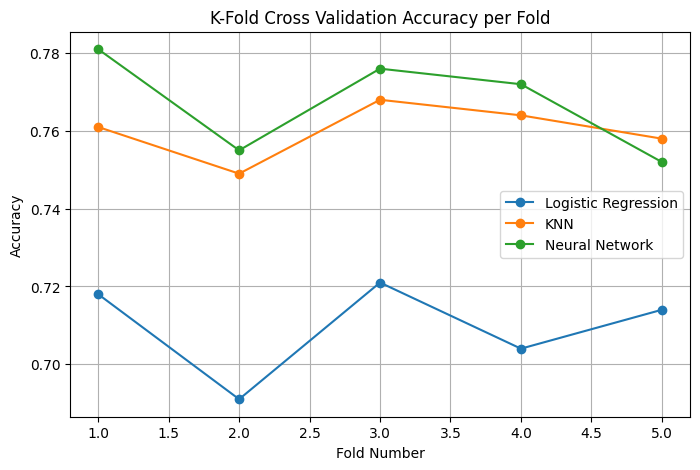 K-Fold Cross Validation Accuracy per Fold
0.78
0.76
0.74
0.72
0.70
Accuracy
Logistic Regression
KNN
Neural Network
1.0 1.5 2.0 2.5 3.0 3.5 4.0 4.5 5.0
Fold Number